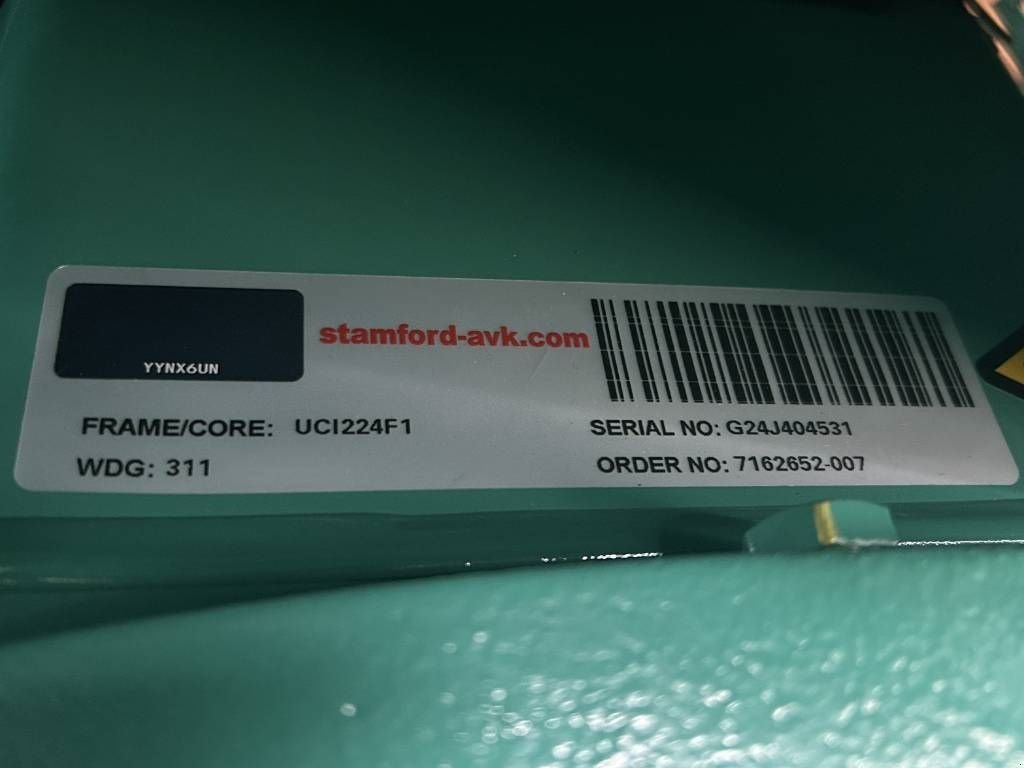 stamford-avk.com
YYNX6UN
FRAME/CORE: UCI224F1
SERIAL NO: G24J404531
WDG: 311
ORDER NO: 7162652-007